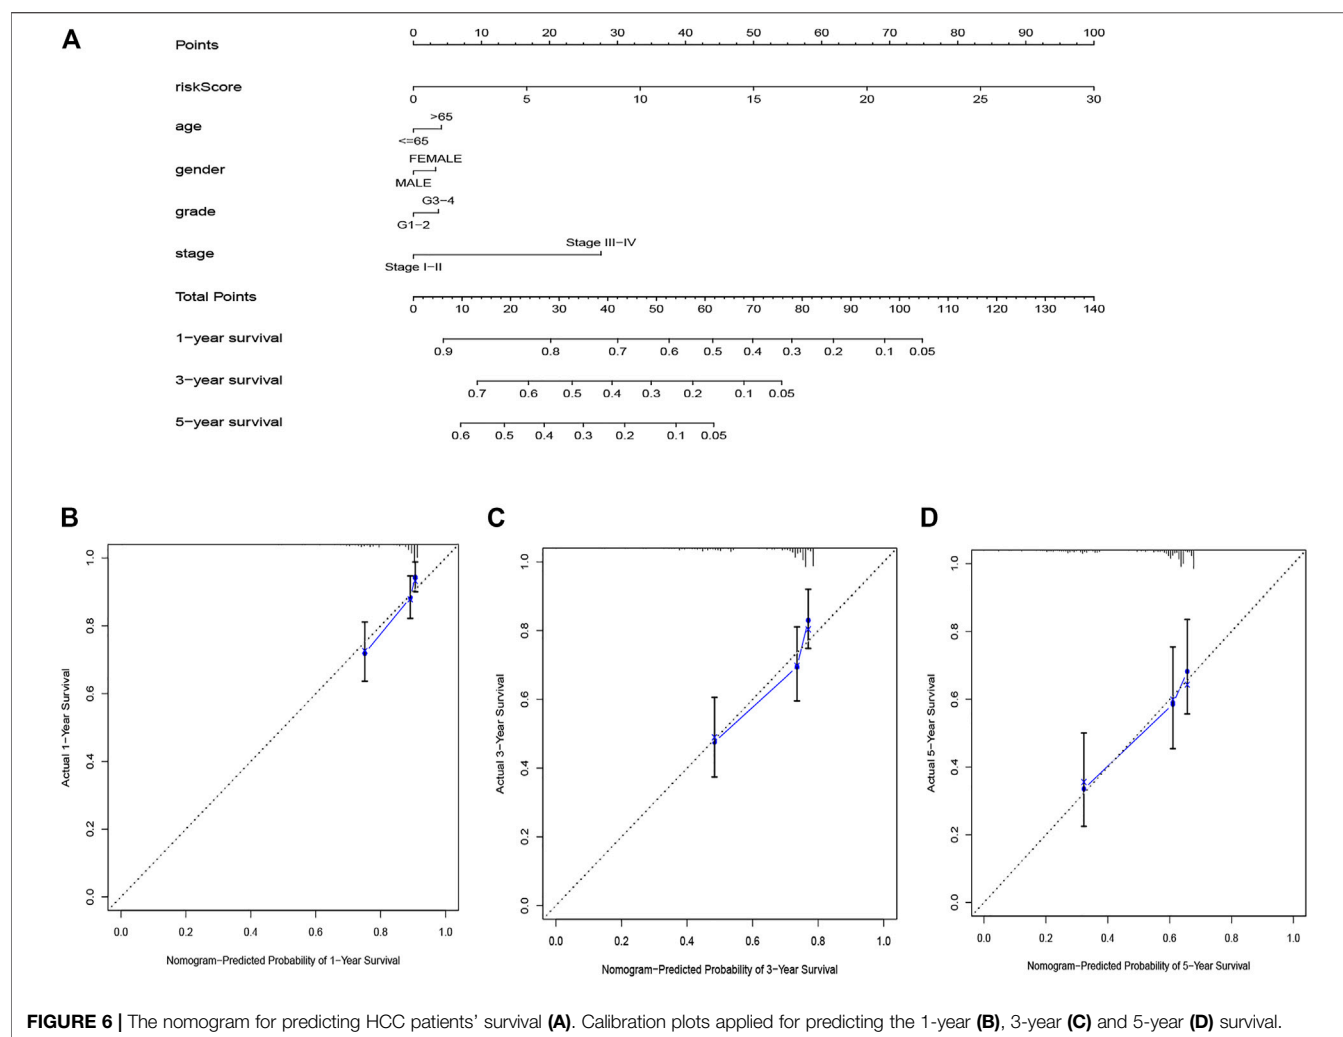 A
Points
0 10 20 30 40 50 60 70 80 90 100
riskScore
0 5 10 15 20 25 30
>65
age
<=65
FEMALE
gender
MALE
G3−4
grade
G1−2
Stage III−IV
stage
Stage I−II
Total Points
0 10 20 30 40 50 60 70 80 90 100 110 120 130 140
1−year survival
0.9 0.8 0.7 0.6 0.5 0.4 0.3 0.2 0.1 0.05
3−year survival
0.7 0.6 0.5 0.4 0.3 0.2 0.1 0.05
5−year survival
0.6 0.5 0.4 0.3 0.2 0.1 0.05
B
Actual 1−Year Survival
1.0
0.8
0.6
0.4
0.2
0.0
0.0 0.2 0.4 0.6 0.8 1.0
Nomogram−Predicted Probability of 1−Year Survival
C
Actual 3−Year Survival
1.0
0.8
0.6
0.4
0.2
0.0
0.0 0.2 0.4 0.6 0.8 1.0
Nomogram−Predicted Probability of 3−Year Survival
D
Actual 5−Year Survival
1.0
0.8
0.6
0.4
0.2
0.0
0.0 0.2 0.4 0.6 0.8 1.0
Nomogram−Predicted Probability of 5−Year Survival
FIGURE 6 | The nomogram for predicting HCC patients' survival (A). Calibration plots applied for predicting the 1-year (B), 3-year (C) and 5-year (D) survival.